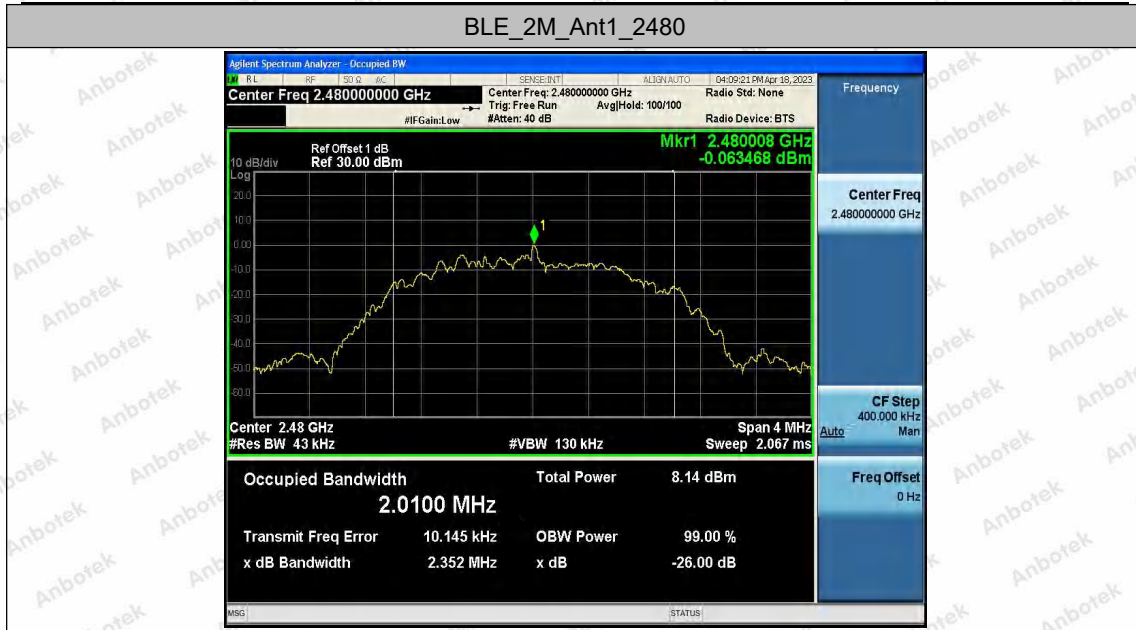 BLE_2M_Ant1_2480
Agilent Spectrum Analyzer - Occupied BW
RL RF 50 Ω AC SENSE:INT ALIGN AUTO 04:09:21 PM Apr 18, 2023
Center Freq 2.480000000 GHz
Center Freq: 2.480000000 GHz Radio Std: None
Trig: Free Run Avg|Hold: 100/100
#IFGain:Low #Atten: 40 dB Radio Device: BTS
Frequency
Ref Offset 1 dB Mkr1 2.480008 GHz
10 dB/div Ref 30.00 dBm -0.063468 dBm
Log
20.0
10.0
0.00
-10.0
-20.0
-30.0
-40.0
-50.0
-60.0
1
Center Freq
2.480000000 GHz
CF Step
400.000 kHz
Auto Man
Center 2.48 GHz Span 4 MHz
#Res BW 43 kHz #VBW 130 kHz Sweep 2.067 ms
Freq Offset
0 Hz
Occupied Bandwidth Total Power 8.14 dBm
2.0100 MHz
Transmit Freq Error 10.145 kHz OBW Power 99.00 %
x dB Bandwidth 2.352 MHz x dB -26.00 dB
MSG STATUS
Anbotek